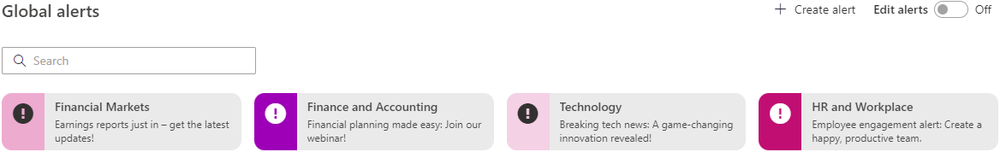 Global alerts
Create alert
Edit alerts
Off
Search
Financial Markets
Earnings reports just in – get the latest
updates!
Finance and Accounting
Financial planning made easy: Join our
webinar!
Technology
Breaking tech news: A game-changing
innovation revealed!
HR and Workplace
Employee engagement alert: Create a
happy, productive team.